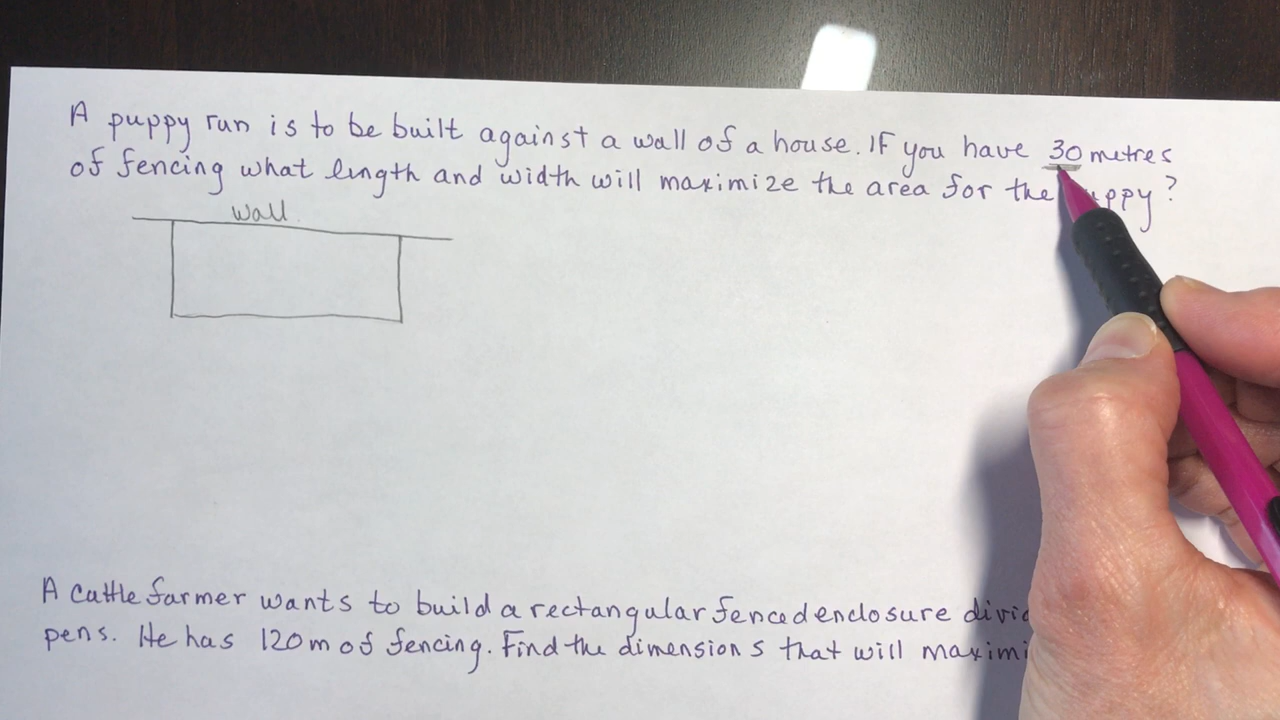 A puppy run is to be built against a wall of a house. If you have 30 metres
of fencing what length and width will maximize the area for the puppy?
wall
A cattle farmer wants to build a rectangular fenced enclosure
pens. He has 120m of fencing. Find the dimensions that will